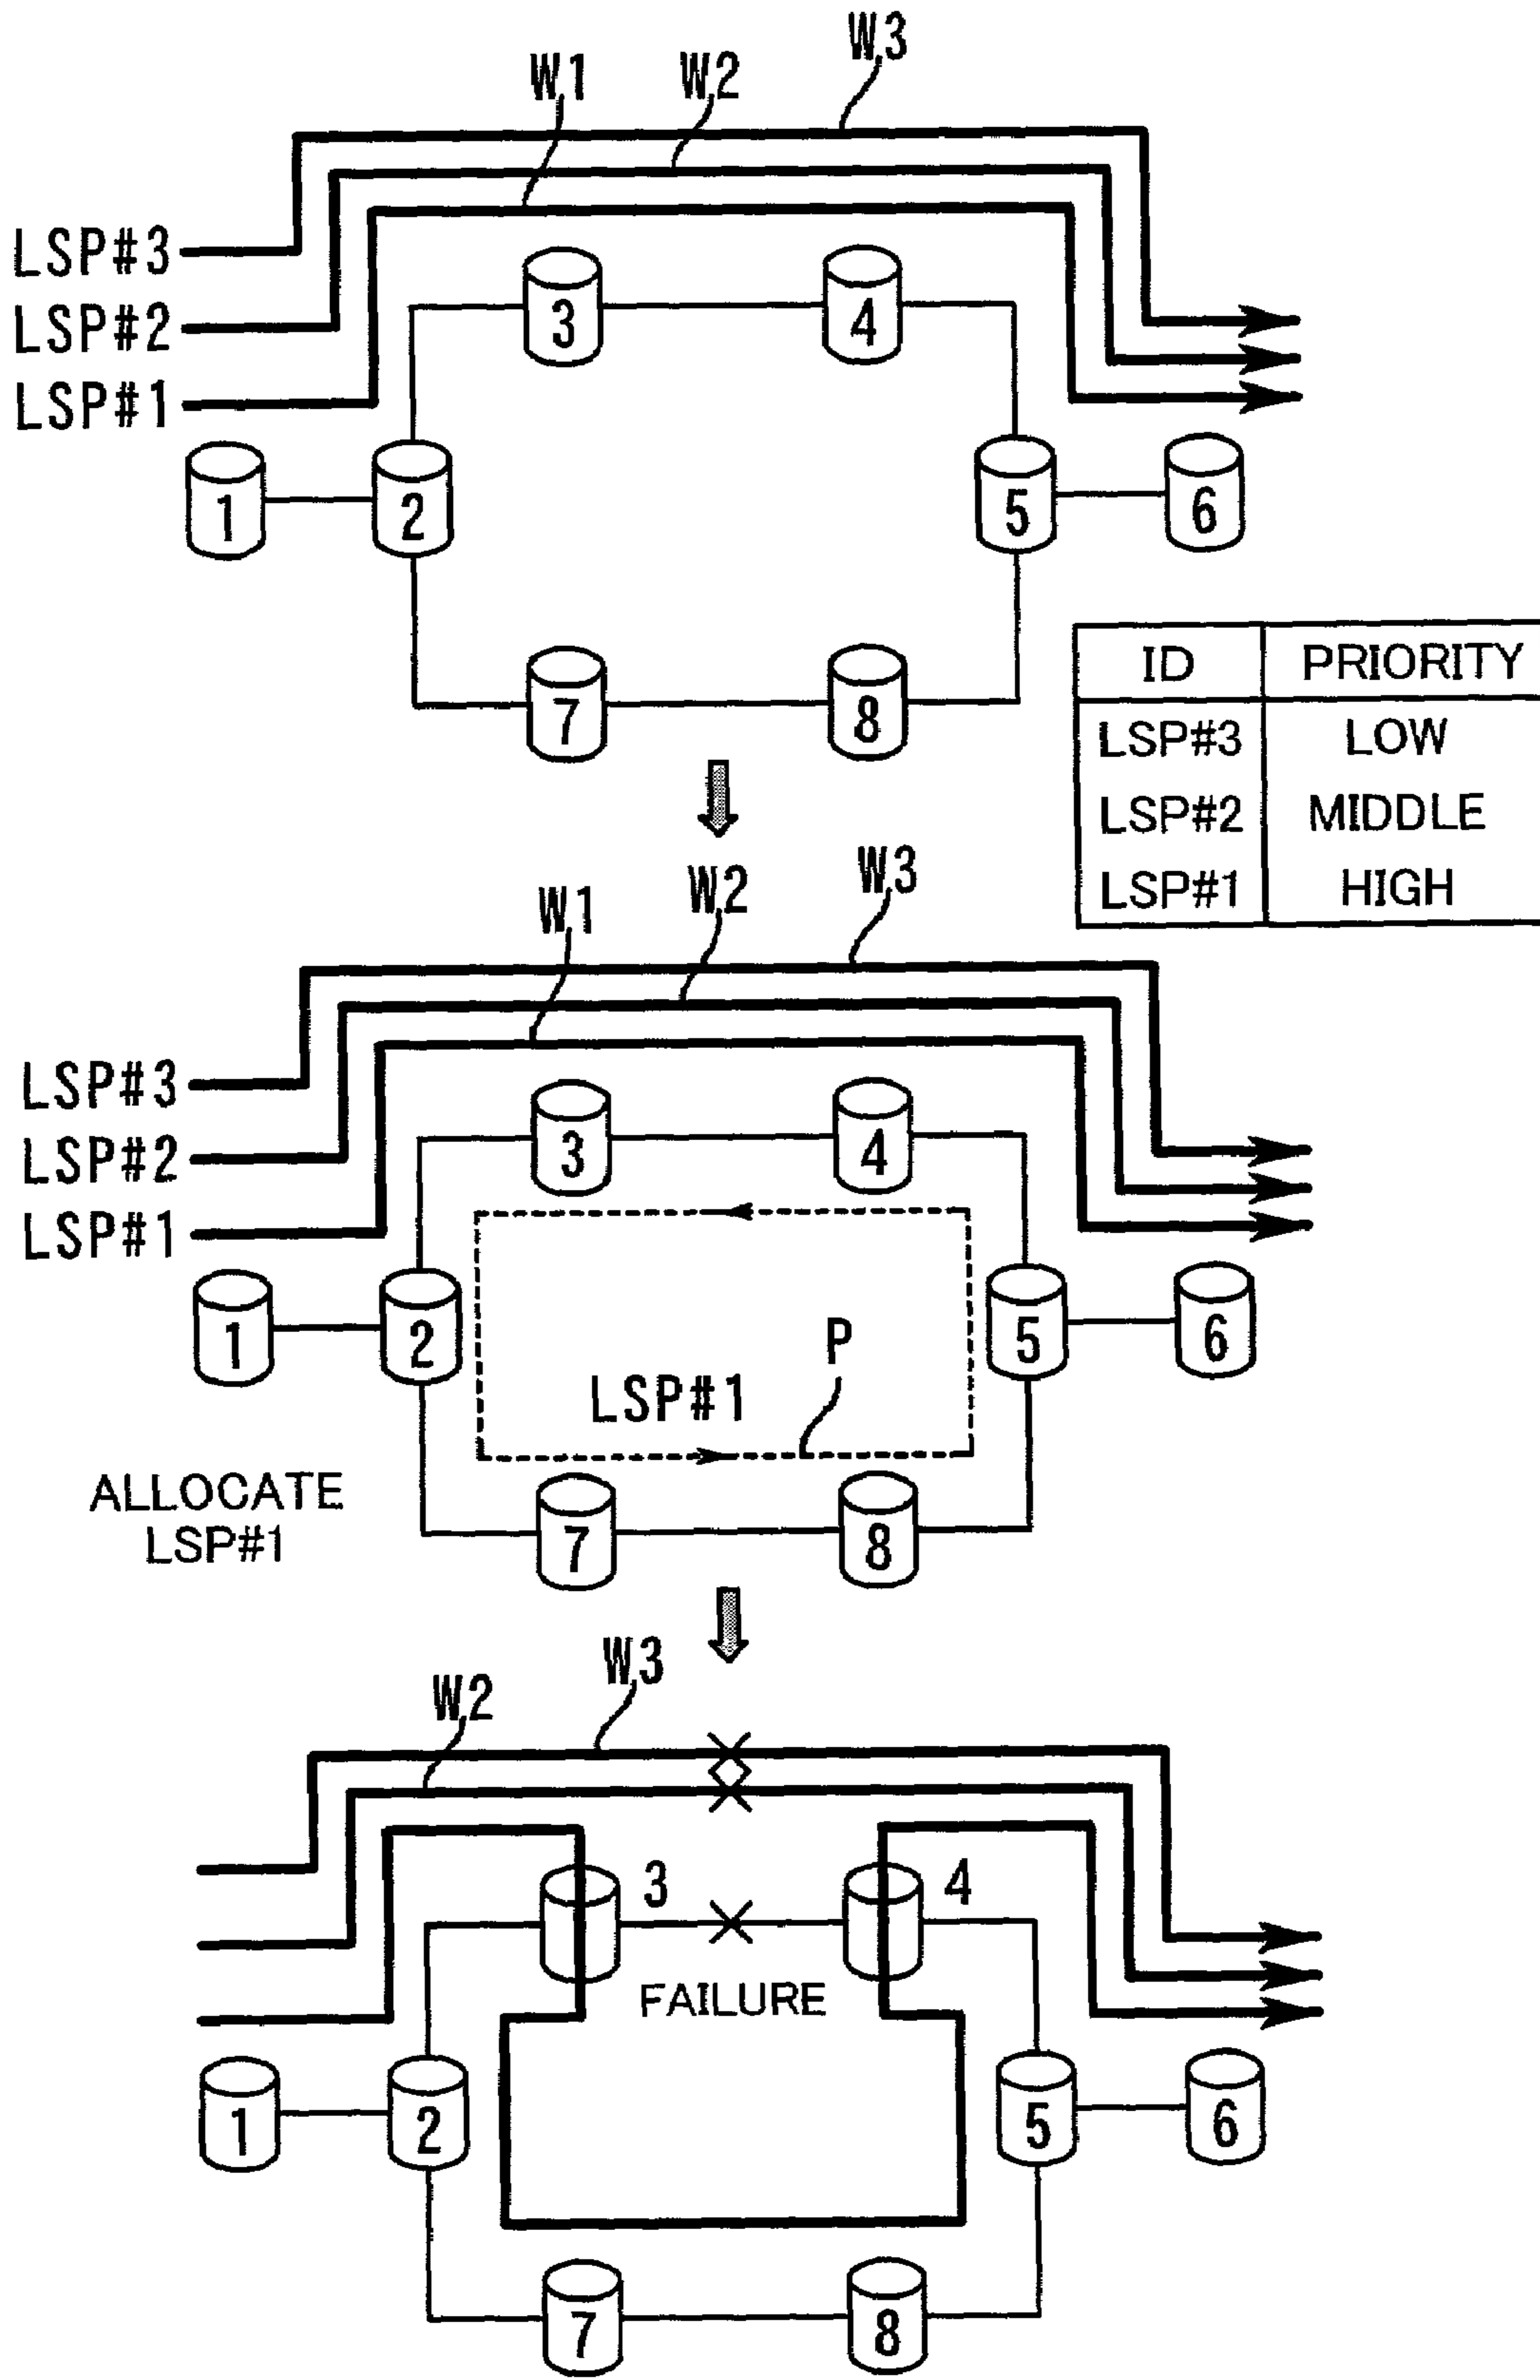 W3
W2
W1
LSP#3
LSP#2
LSP#1
3
4
1
2
5
6
7
8
ID PRIORITY
LSP#3 LOW
LSP#2 MIDDLE
LSP#1 HIGH
W3
W2
W1
LSP#3
LSP#2
LSP#1
3
4
1
2
5
6
P
LSP#1
ALLOCATE
LSP#1
7
8
W3
W2
3
4
FAILURE
1
2
5
6
7
8